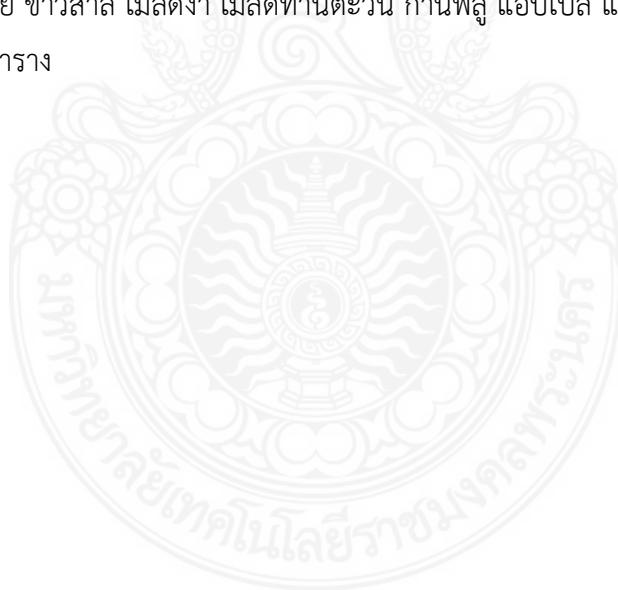 ย ข้าวสาล เมล็ดงา เมล็ดทานตะวัน ก้านพลู แอปเปิ้ล แ
าราง
มหาวิทยาลัยเทคโนโลยีราชมงคลพระนคร